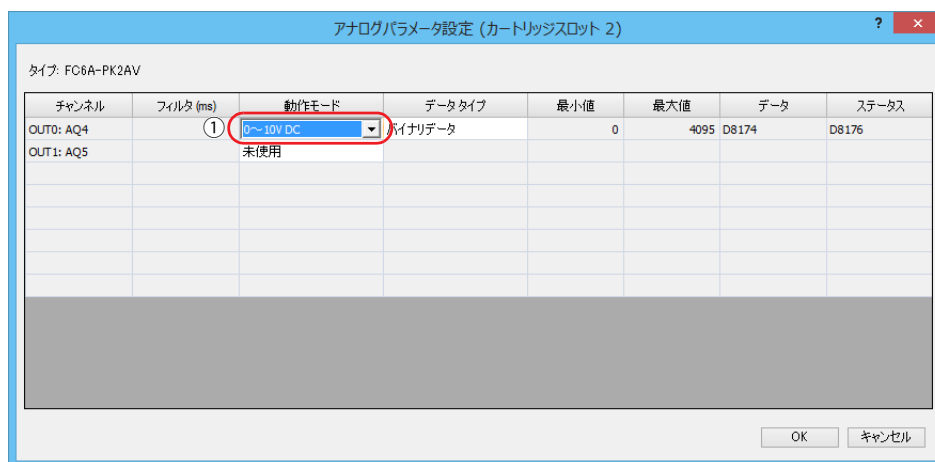 アナログパラメータ設定 (カートリッジスロット 2)
? ×
タイプ: FC6A-PK2AV
チャンネル フィルタ (ms) 動作モード データ タイプ 最小値 最大値 データ ステータス
OUT0: AQ4 ① 0～10V DC バイナリデータ 0 4095 D8174 D8176
OUT1: AQ5 未使用
OK キャンセル